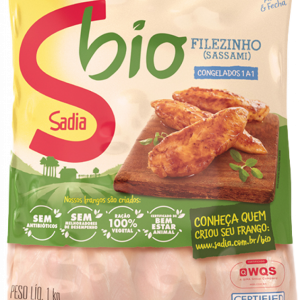 & Fecha
S
bio
Sadia
FILEZINHO
(SASSAMI)
CONGELADOS 1 A 1
Nossos frangos são criados:
SEM
ANTIBIÓTICOS
SEM
MELHORADORES
DE DESEMPENHO
RAÇÃO
100%
VEGETAL
CERTIFICADO
BEM
ESTAR
ANIMAL
CONHEÇA QUEM
CRIOU SEU FRANGO:
www.sadia.com.br/bio
WQS
CERTIFIED
PESO LÍQ. 1 kg